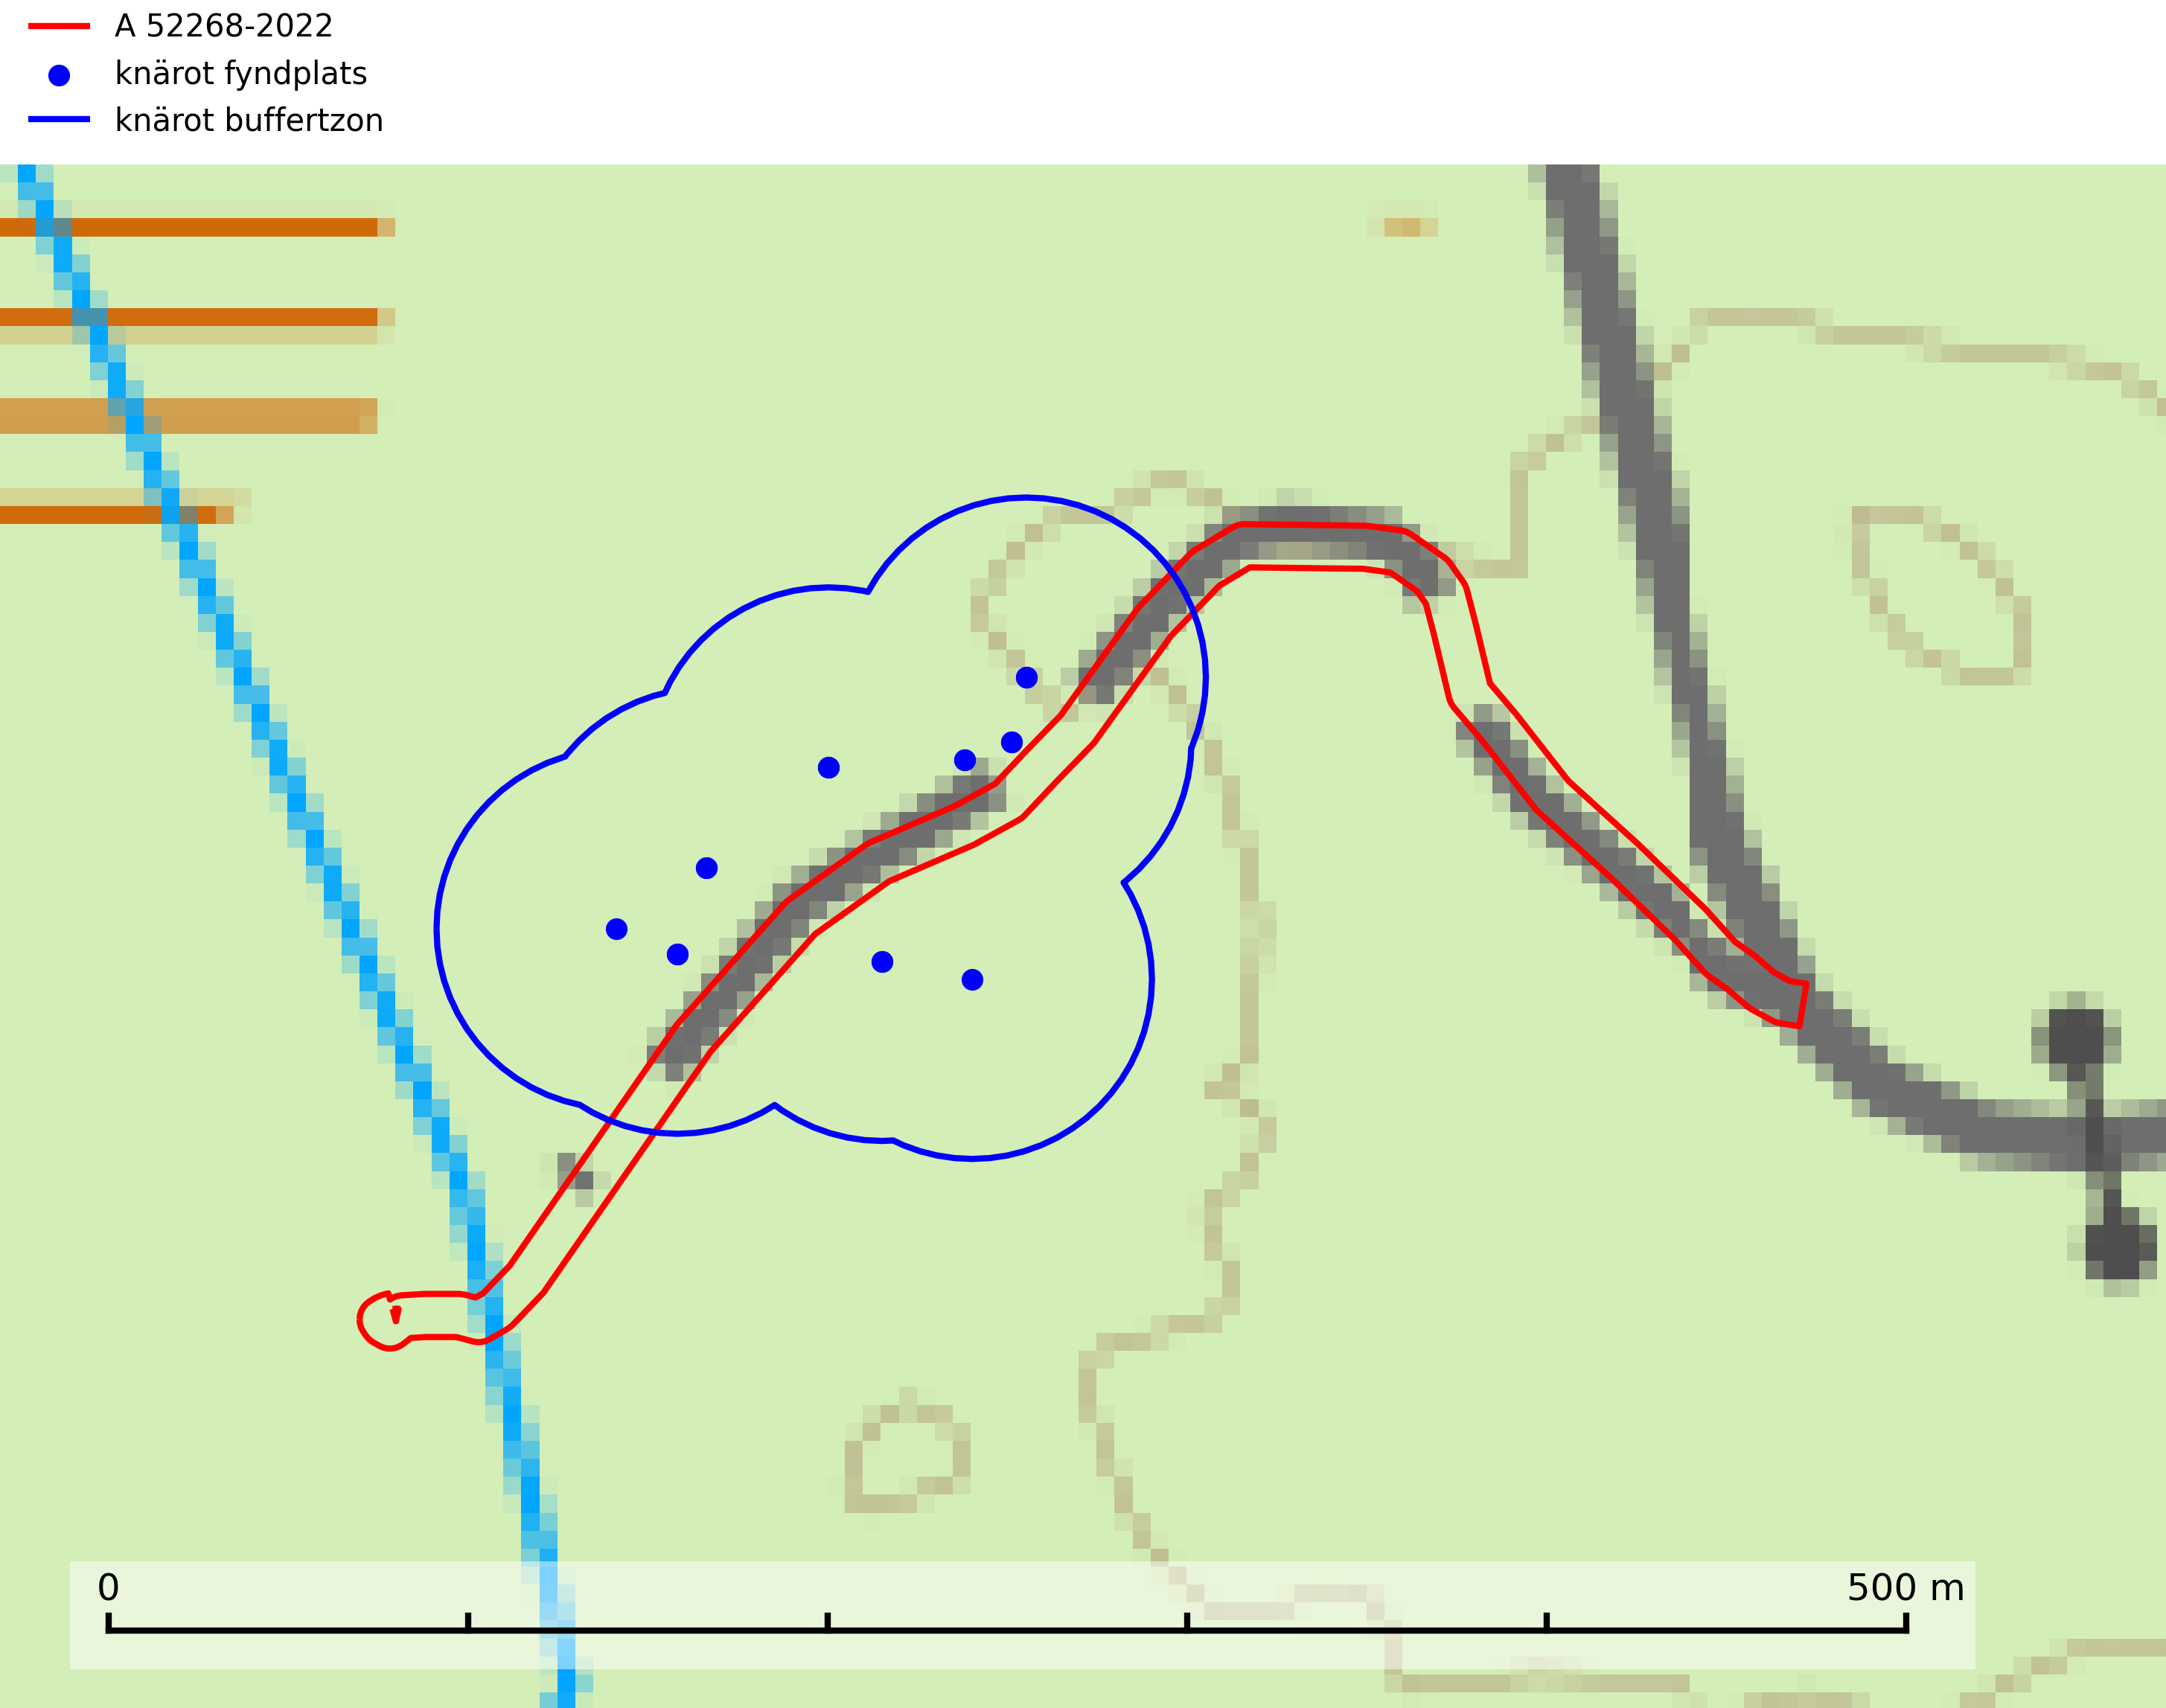 A 52268-2022
knärot fyndplats
knärot buffertzon
0
500 m